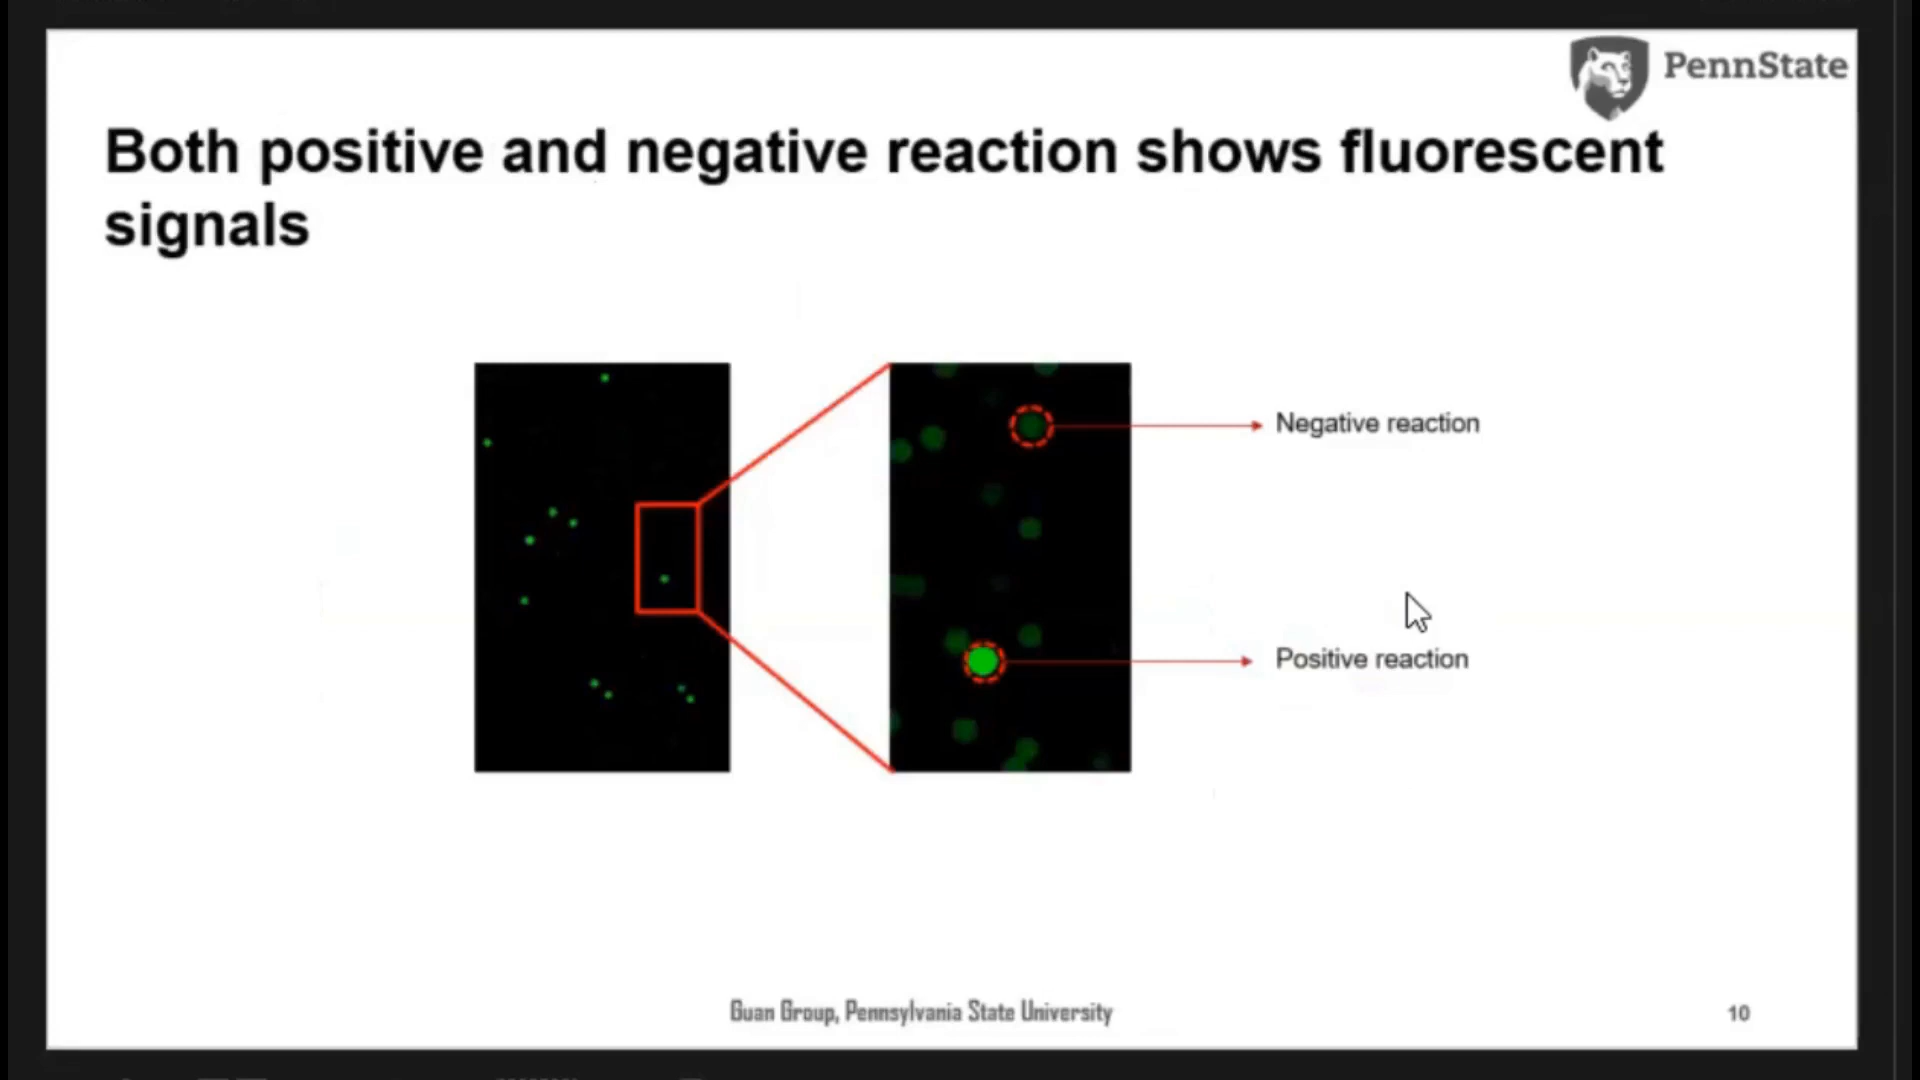 PennState
Both positive and negative reaction shows fluorescent
signals
Negative reaction
Positive reaction
Guan Group, Pennsylvania State University
10